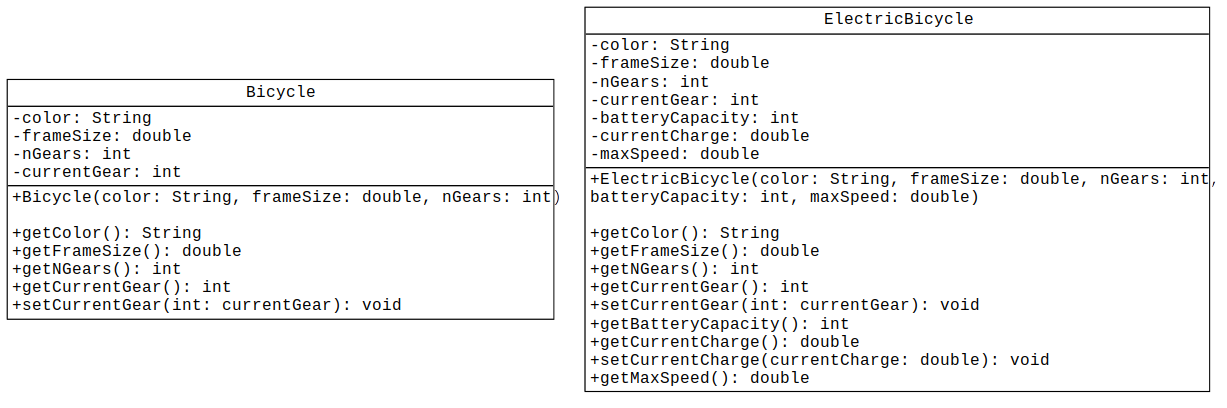 Bicycle
-color: String
-frameSize: double
-nGears: int
-currentGear: int
+Bicycle(color: String, frameSize: double, nGears: int)
+getColor(): String
+getFrameSize(): double
+getNGears(): int
+getCurrentGear(): int
+setCurrentGear(int: currentGear): void
ElectricBicycle
-color: String
-frameSize: double
-nGears: int
-currentGear: int
-batteryCapacity: int
-currentCharge: double
-maxSpeed: double
+ElectricBicycle(color: String, frameSize: double, nGears: int,
batteryCapacity: int, maxSpeed: double)
+getColor(): String
+getFrameSize(): double
+getNGears(): int
+getCurrentGear(): int
+setCurrentGear(int: currentGear): void
+getBatteryCapacity(): int
+getCurrentCharge(): double
+setCurrentCharge(currentCharge: double): void
+getMaxSpeed(): double